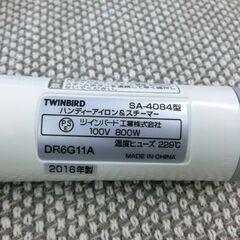 TWINBIRD SA-4084型
ハンディーアイロン&スチーマー
PSE ツインバード工業株式会社
100V 800W 温度ヒューズ 229℃
DR6G11A MADE IN CHINA
2016年製